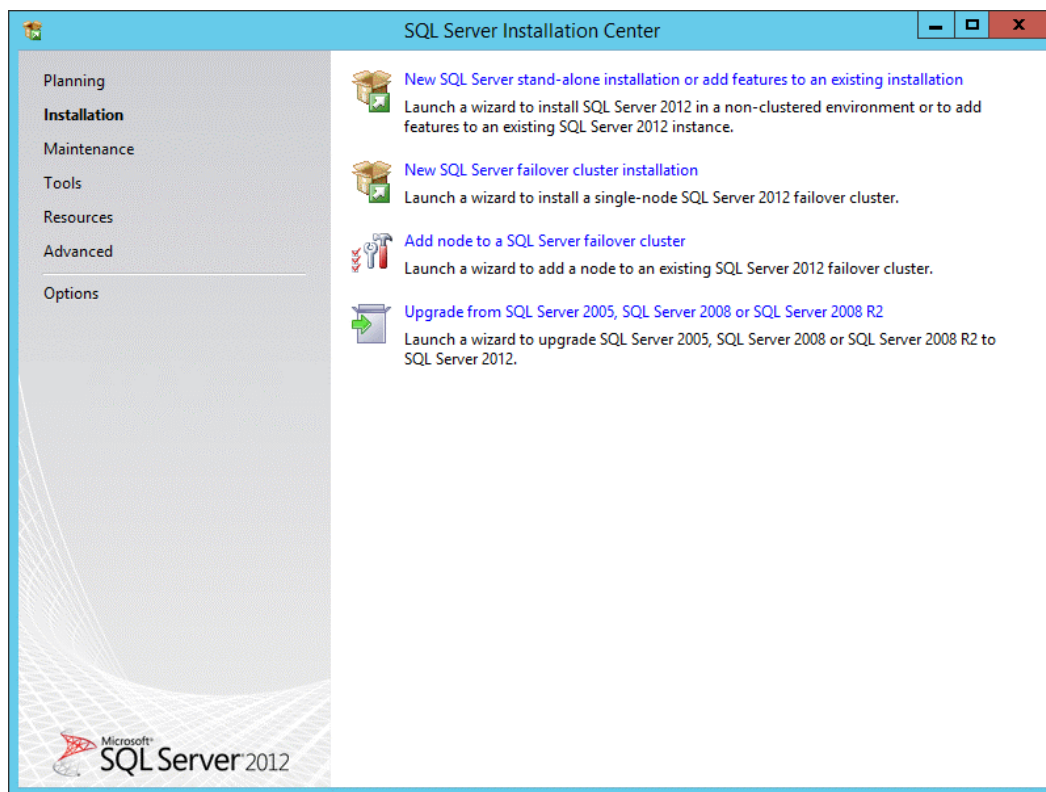 SQL Server Installation Center
Planning
Installation
Maintenance
Tools
Resources
Advanced
Options
New SQL Server stand-alone installation or add features to an existing installation
Launch a wizard to install SQL Server 2012 in a non-clustered environment or to add
features to an existing SQL Server 2012 instance.
New SQL Server failover cluster installation
Launch a wizard to install a single-node SQL Server 2012 failover cluster.
Add node to a SQL Server failover cluster
Launch a wizard to add a node to an existing SQL Server 2012 failover cluster.
Upgrade from SQL Server 2005, SQL Server 2008 or SQL Server 2008 R2
Launch a wizard to upgrade SQL Server 2005, SQL Server 2008 or SQL Server 2008 R2 to
SQL Server 2012.
Microsoft®
SQL Server 2012